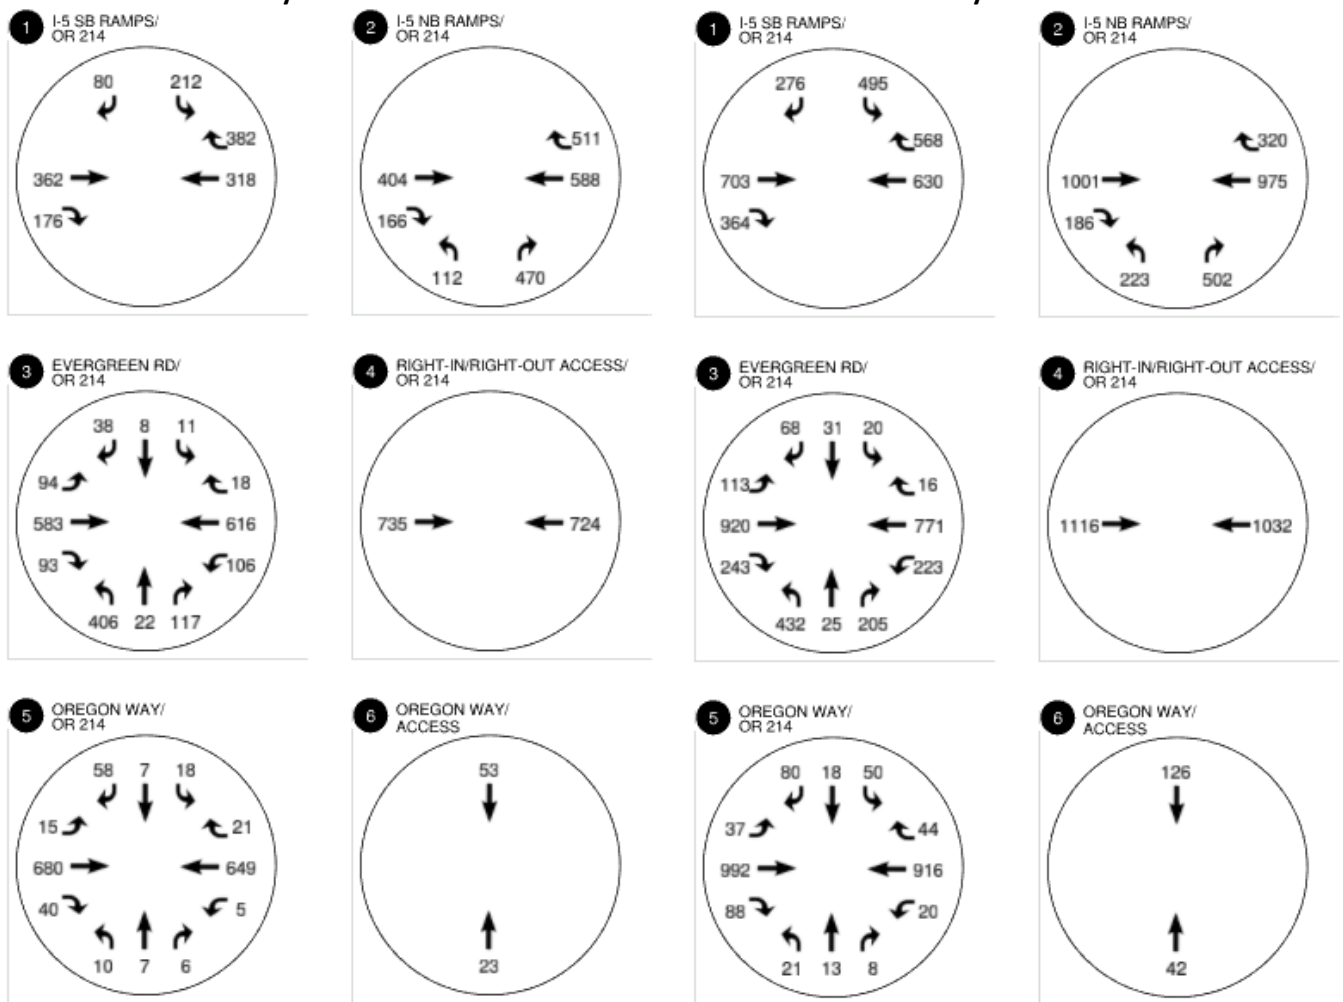 1 I-5 SB RAMPS/
OR 214
80 212
382
362 318
176
2 I-5 NB RAMPS/
OR 214
511
404 588
166
112 470
1 I-5 SB RAMPS/
OR 214
276 495
568
703 630
364
2 I-5 NB RAMPS/
OR 214
320
1001 975
186
223 502
3 EVERGREEN RD/
OR 214
38 8 11
94 18
583 616
93 106
406 22 117
4 RIGHT-IN/RIGHT-OUT ACCESS/
OR 214
735 724
3 EVERGREEN RD/
OR 214
68 31 20
113 16
920 771
243 223
432 25 205
4 RIGHT-IN/RIGHT-OUT ACCESS/
OR 214
1116 1032
5 OREGON WAY/
OR 214
58 7 18
15 21
680 649
40 5
10 7 6
6 OREGON WAY/
ACCESS
53
23
5 OREGON WAY/
OR 214
80 18 50
37 44
992 916
88 20
21 13 8
6 OREGON WAY/
ACCESS
126
42